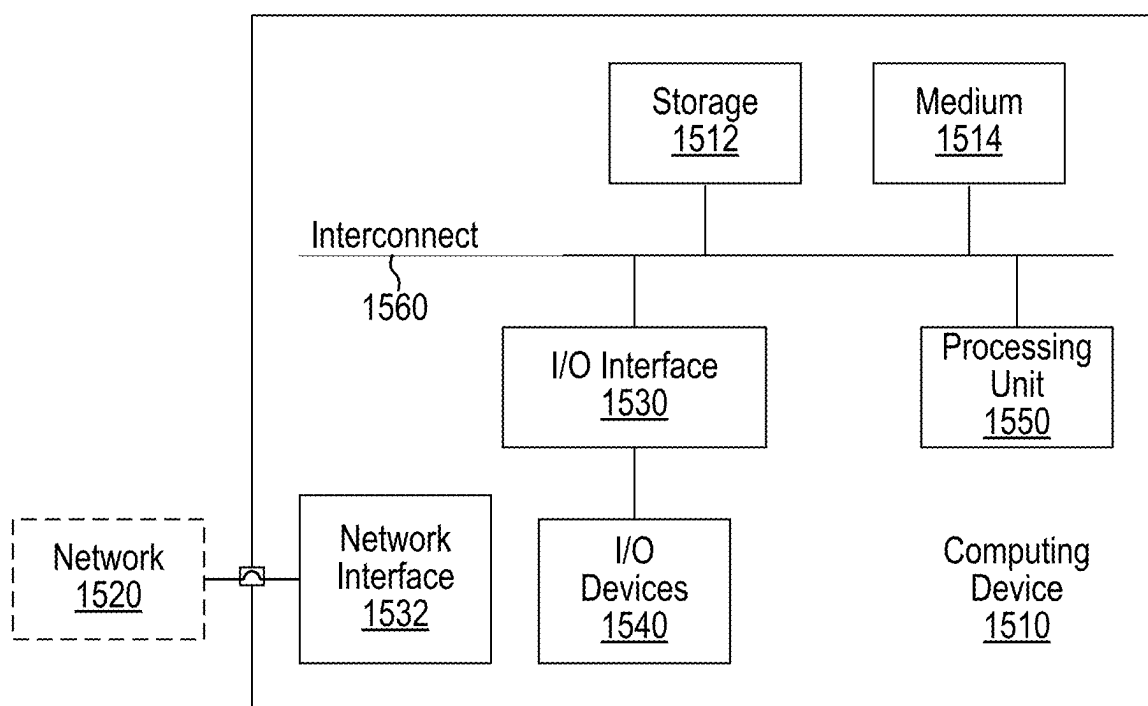 Storage
1512
Medium
1514
Interconnect
1560
I/O Interface
1530
Processing
Unit
1550
Network
1520
Network
Interface
1532
I/O
Devices
1540
Computing
Device
1510